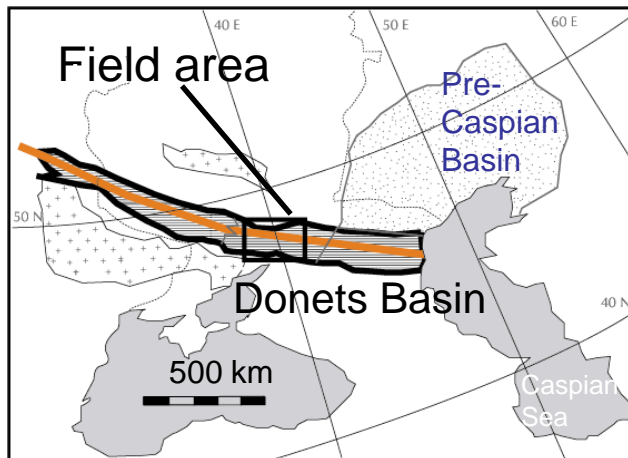 40 E
50 E
60 E
Field area
Pre-
Caspian
Basin
50 N
Donets Basin
40 N
500 km
Caspian
Sea